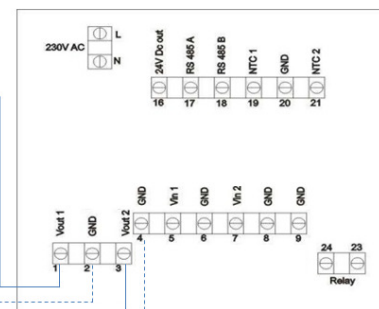 230V AC
L
N
24V Dc out
RS 485 A
RS 485 B
NTC 1
GND
NTC 2
16 17 18 19 20 21
Vout 1
GND
Vout 2
1 2 3
GND
Vin 1
GND
Vin 2
GND
GND
4 5 6 7 8 9
24 23
Relay